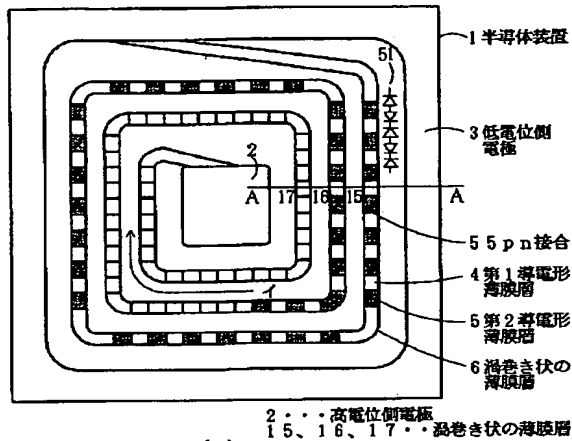 51
1半導体装置
3低電位側
電極
2
A 17 16 15 A
55pn接合
4第1導電形
薄膜層
イ
5第2導電形
薄膜層
6渦巻き状の
薄膜層
2・・・高電位側電極
15、16、17・・渦巻き状の薄膜層